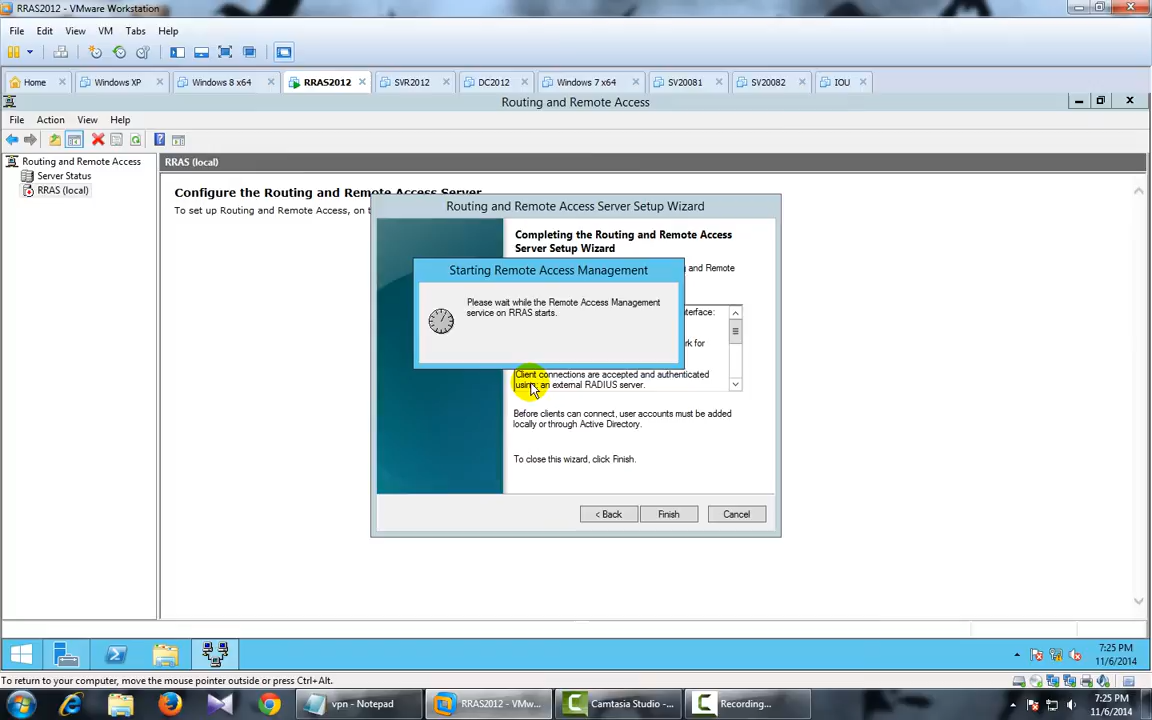 RRAS2012 - VMware Workstation
File Edit View VM Tabs Help
Home Windows XP Windows 8 x64 RRAS2012 SVR2012 DC2012 Windows 7 x64 SV20081 SV20082 IOU
Routing and Remote Access
File Action View Help
Routing and Remote Access
Server Status
RRAS (local)
RRAS (local)
Configure the Routing and Remote Access Server
To set up Routing and Remote Access, on t
Routing and Remote Access Server Setup Wizard
Completing the Routing and Remote Access
Server Setup Wizard
g and Remote
Starting Remote Access Management
Please wait while the Remote Access Management
service on RRAS starts.
terface:
rk for
Client connections are accepted and authenticated
using an external RADIUS server.
Before clients can connect, user accounts must be added
locally or through Active Directory.
To close this wizard, click Finish.
< Back Finish Cancel
7:25 PM
11/6/2014
To return to your computer, move the mouse pointer outside or press Ctrl+Alt.
vpn - Notepad RRAS2012 - VMw... Camtasia Studio -... Recording...
7:25 PM
11/6/2014